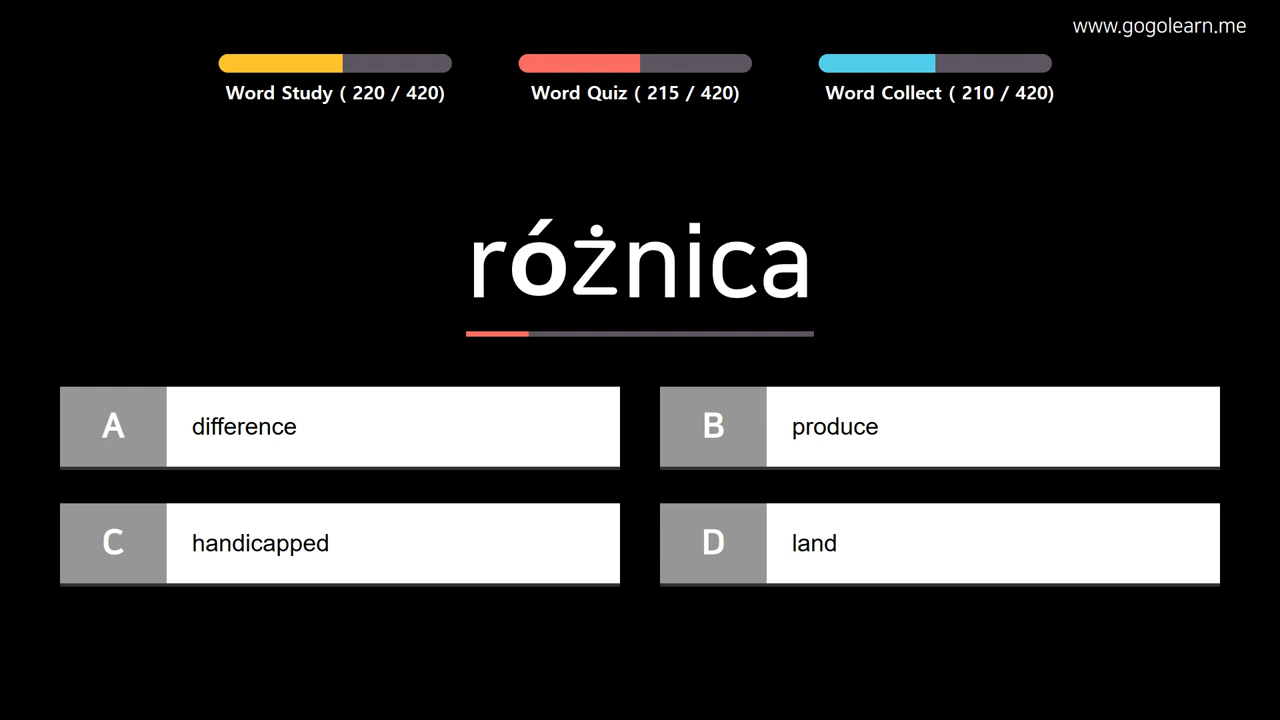 www.gogolearn.me
Word Study ( 220 / 420)
Word Quiz ( 215 / 420)
Word Collect ( 210 / 420)
różnica
A difference
B produce
C handicapped
D land